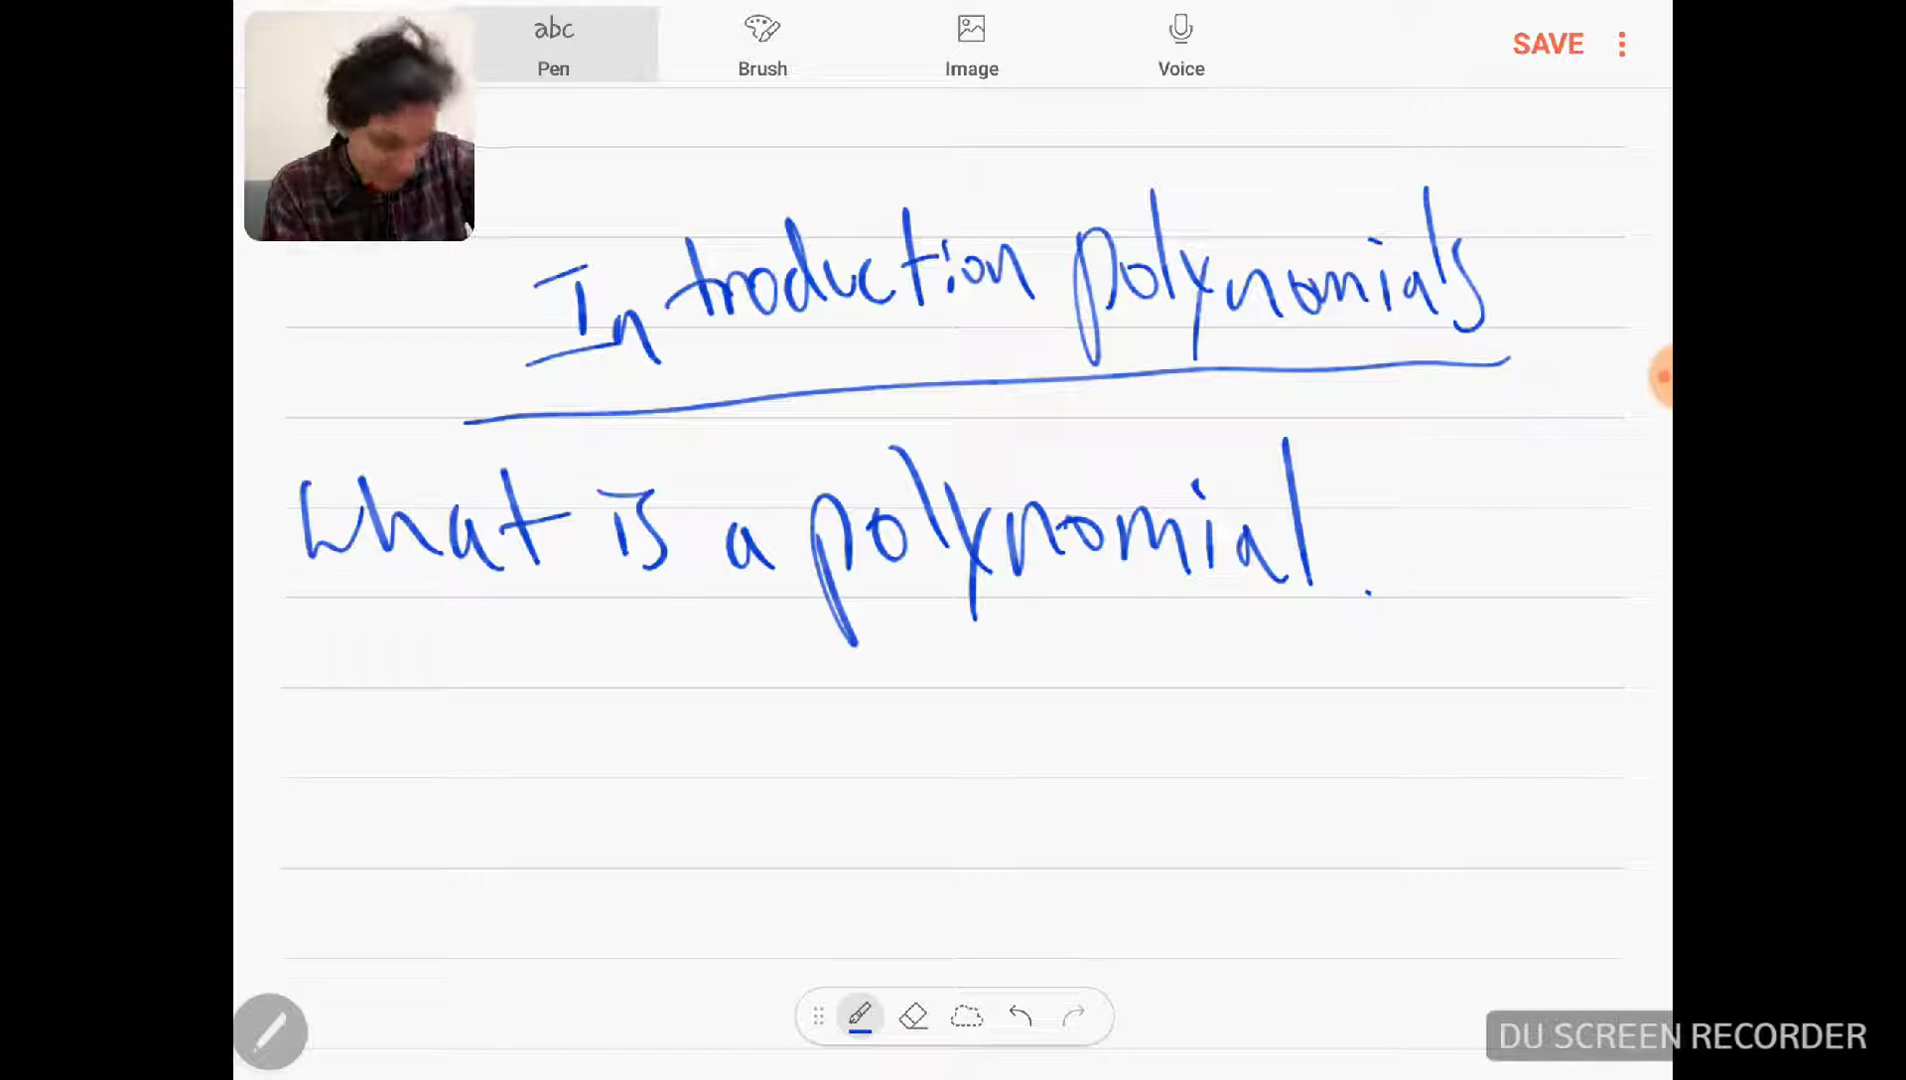 abc
Pen
Brush
Image
Voice
SAVE
Introduction polynomials
What is a polynomial.
DU SCREEN RECORDER